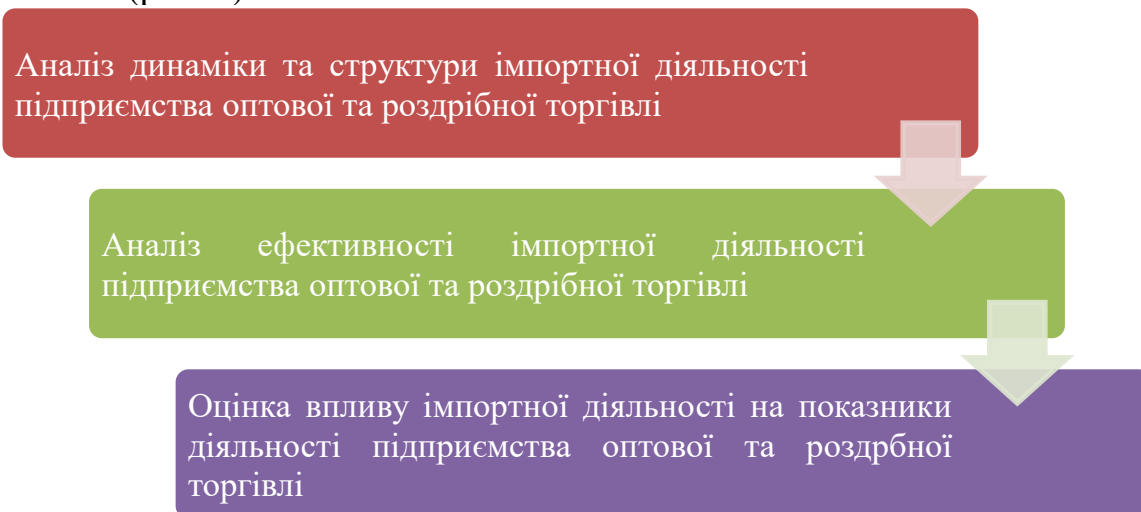 Аналіз динаміки та структури імпортної діяльності
підприємства оптової та роздрібної торгівлі
Аналіз ефективності імпортної діяльності
підприємства оптової та роздрібної торгівлі
Оцінка впливу імпортної діяльності на показники
діяльності підприємства оптової та роздрбної
торгівлі